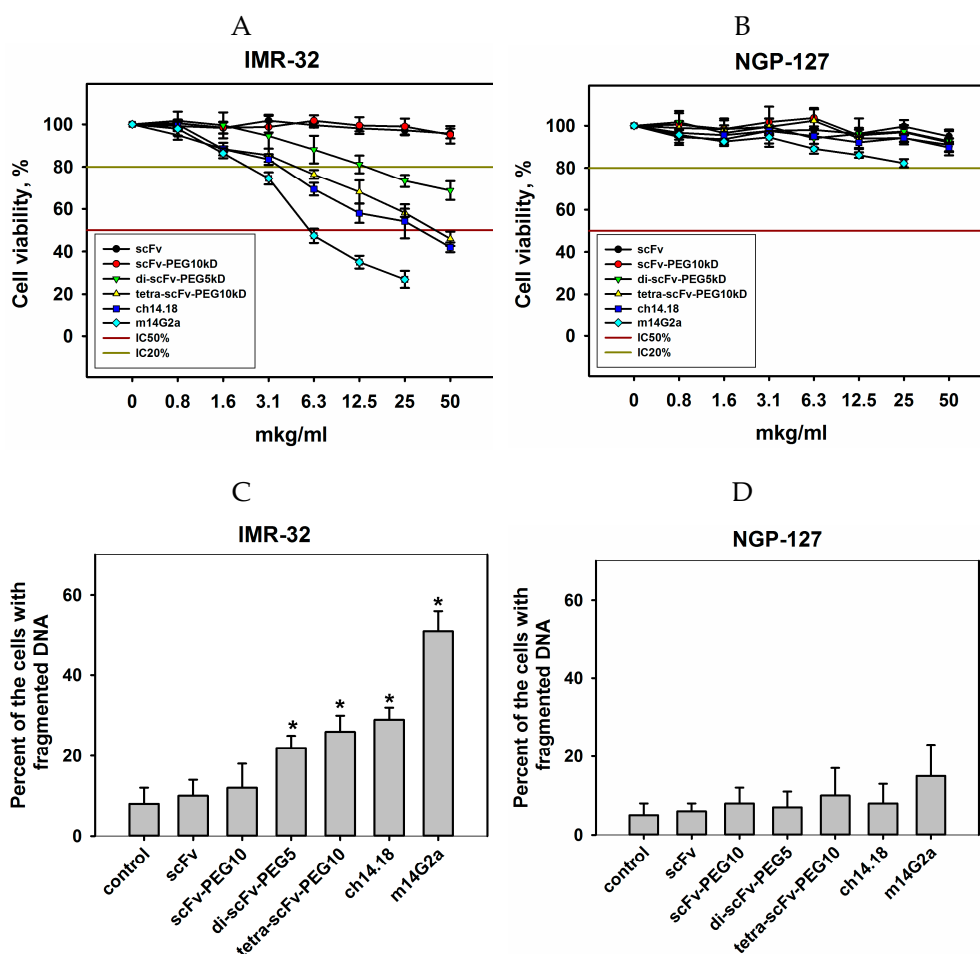 A
IMR-32
Cell viability, %
100
80
60
40
20
0
scFv
scFv-PEG10kD
di-scFv-PEG5kD
tetra-scFv-PEG10kD
ch14.18
m14G2a
IC50%
IC20%
0 0.8 1.6 3.1 6.3 12.5 25 50
mkg/ml
B
NGP-127
Cell viability, %
100
80
60
40
20
0
scFv
scFv-PEG10kD
di-scFv-PEG5kD
tetra-scFv-PEG10kD
ch14.18
m14G2a
IC50%
IC20%
0 0.8 1.6 3.1 6.3 12.5 25 50
mkg/ml
C
IMR-32
Percent of the cells with
fragmented DNA
60
40
20
0
* * * *
control
scFv
scFv-PEG10
di-scFv-PEG5
tetra-scFv-PEG10
ch14.18
m14G2a
D
NGP-127
Percent of the cells with
fragmented DNA
60
40
20
0
control
scFv
scFv-PEG10
di-scFv-PEG5
tetra-scFv-PEG10
ch14.18
m14G2a